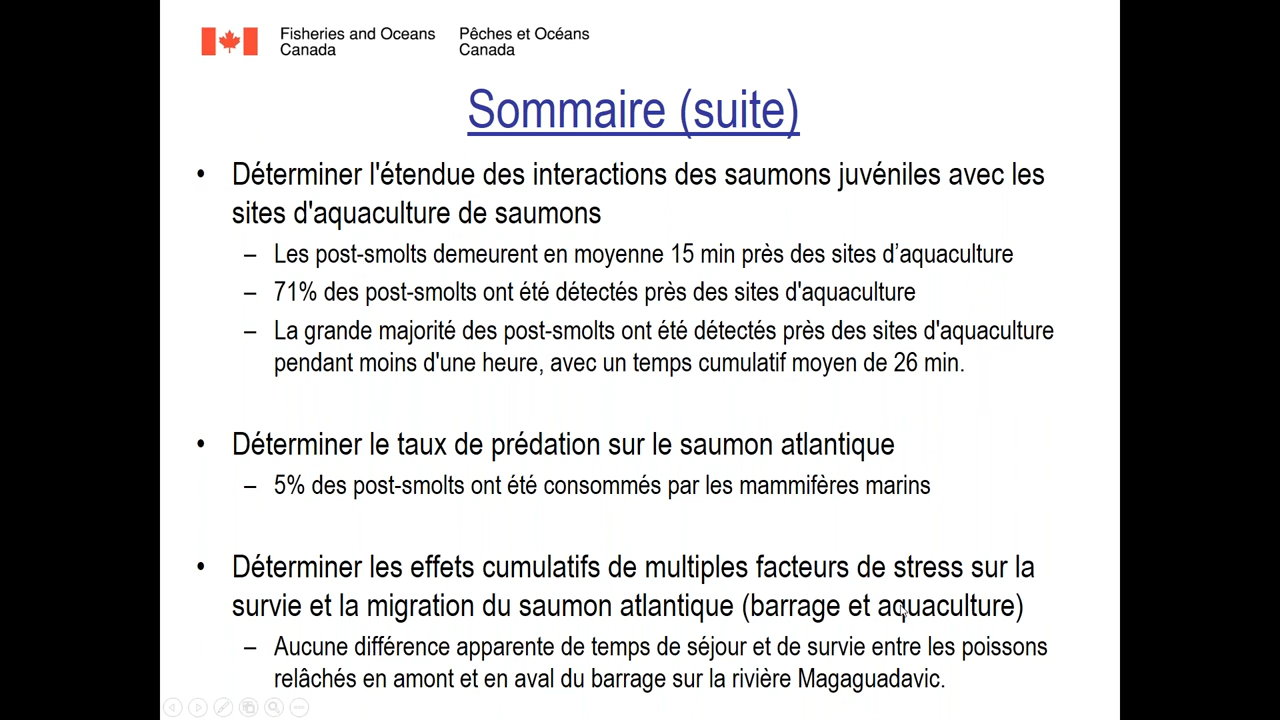 Fisheries and Oceans Canada
Pêches et Océans Canada
Sommaire (suite)
• Déterminer l'étendue des interactions des saumons juvéniles avec les
sites d'aquaculture de saumons
– Les post-smolts demeurent en moyenne 15 min près des sites d’aquaculture
– 71% des post-smolts ont été détectés près des sites d'aquaculture
– La grande majorité des post-smolts ont été détectés près des sites d'aquaculture
pendant moins d'une heure, avec un temps cumulatif moyen de 26 min.
• Déterminer le taux de prédation sur le saumon atlantique
– 5% des post-smolts ont été consommés par les mammifères marins
• Déterminer les effets cumulatifs de multiples facteurs de stress sur la
survie et la migration du saumon atlantique (barrage et aquaculture)
– Aucune différence apparente de temps de séjour et de survie entre les poissons
relâchés en amont et en aval du barrage sur la rivière Magaguadavic.